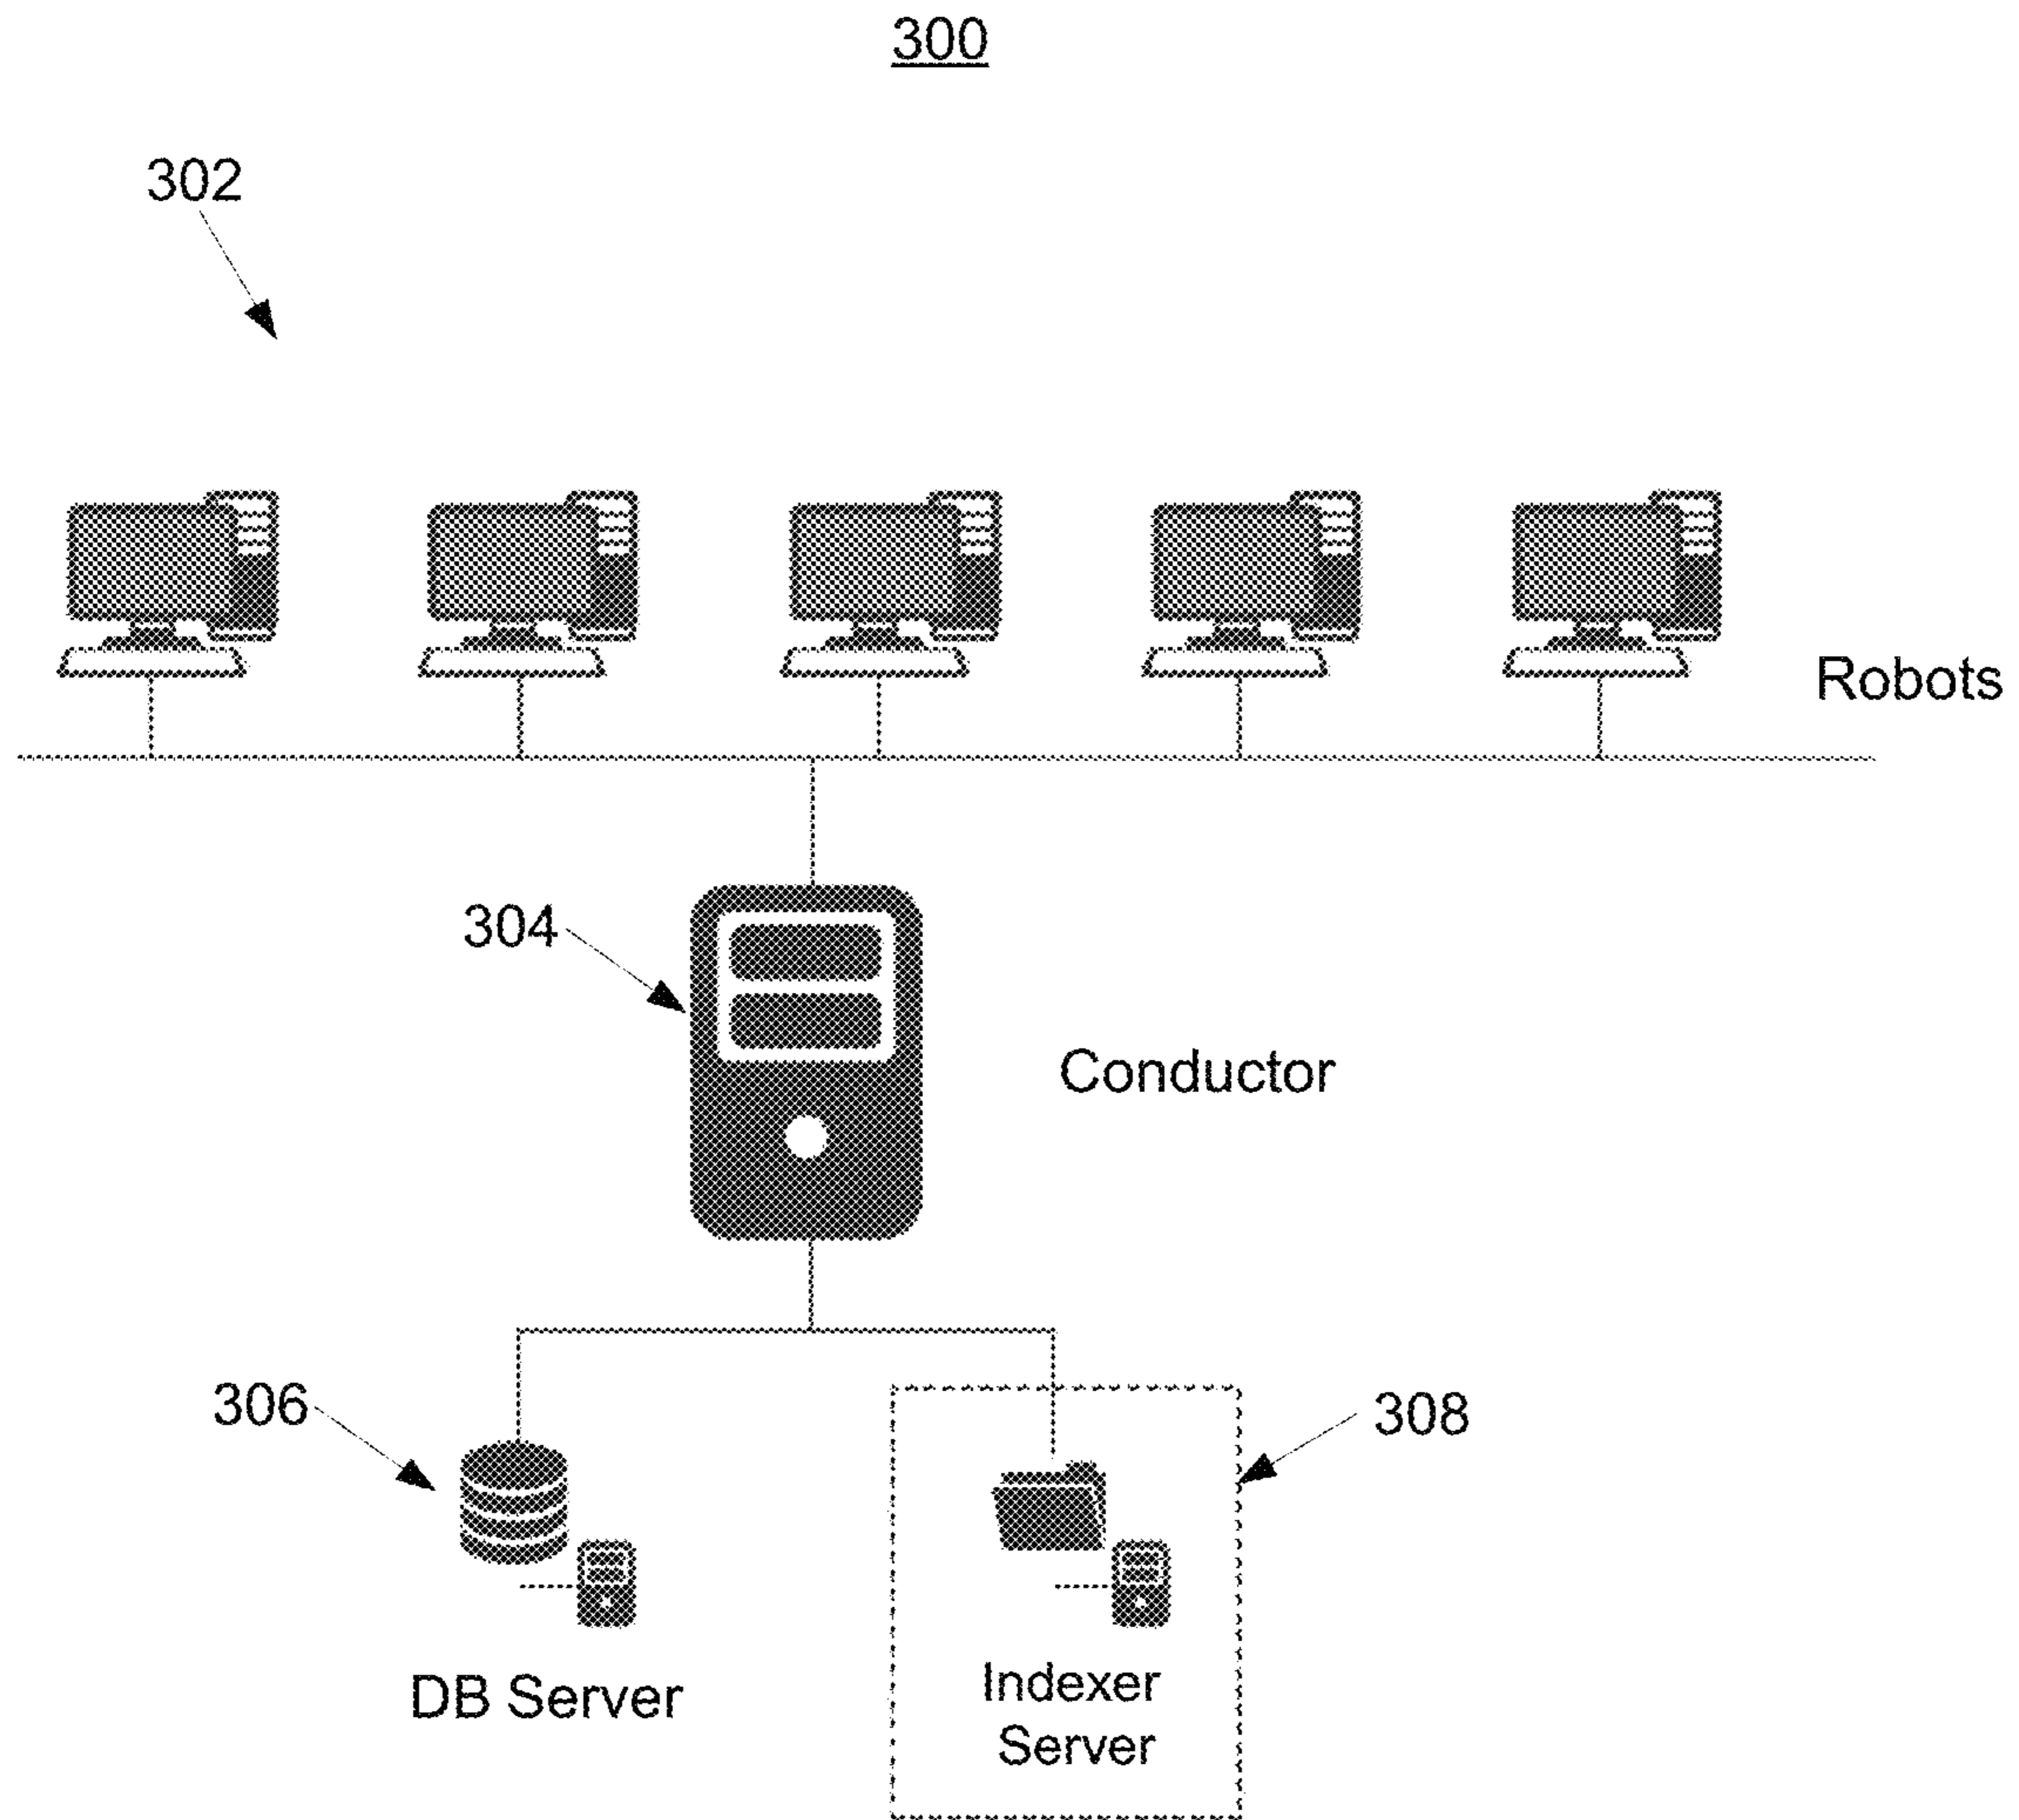 300
302
Robots
304
Conductor
306
308
DB Server
Indexer
Server